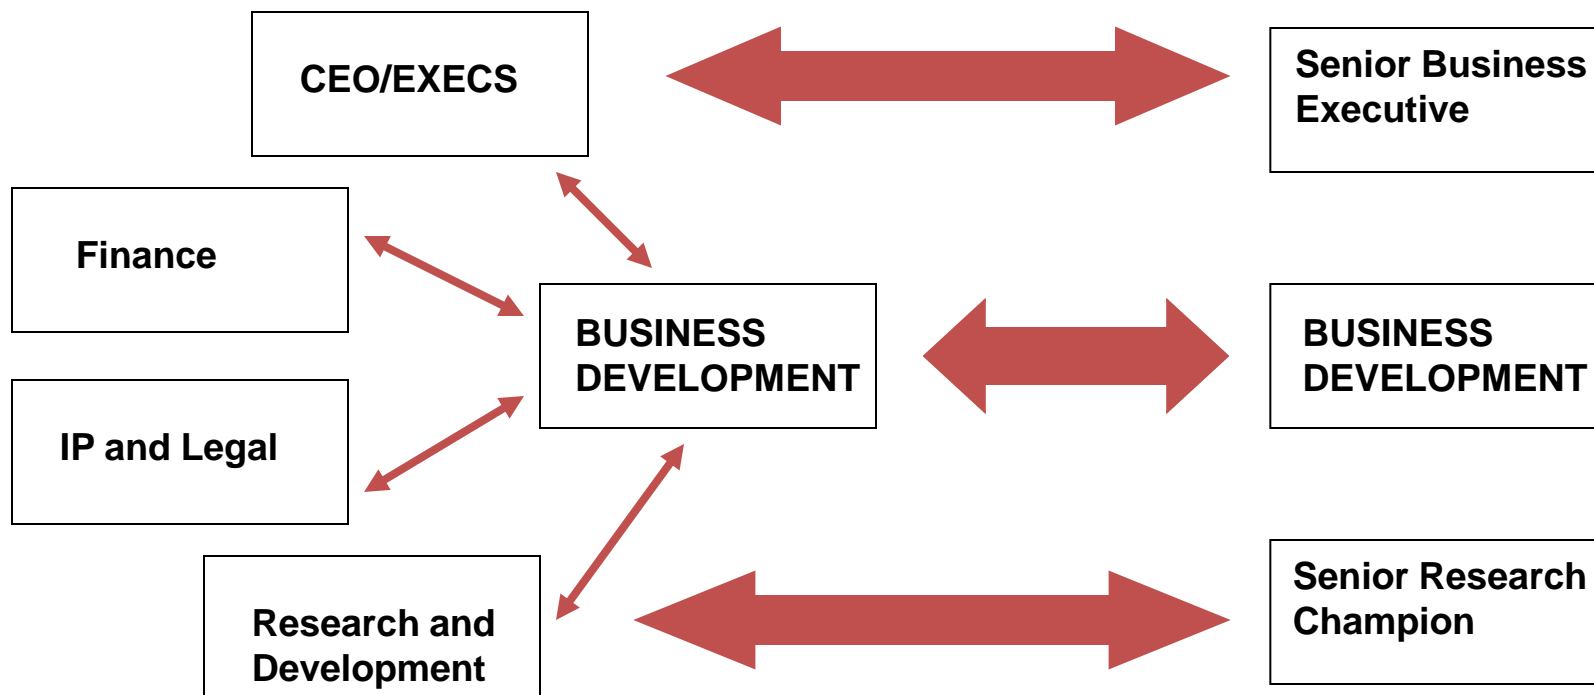 CEO/EXECS
Senior Business
Executive
Finance
BUSINESS
DEVELOPMENT
BUSINESS
DEVELOPMENT
IP and Legal
Research and
Development
Senior Research
Champion